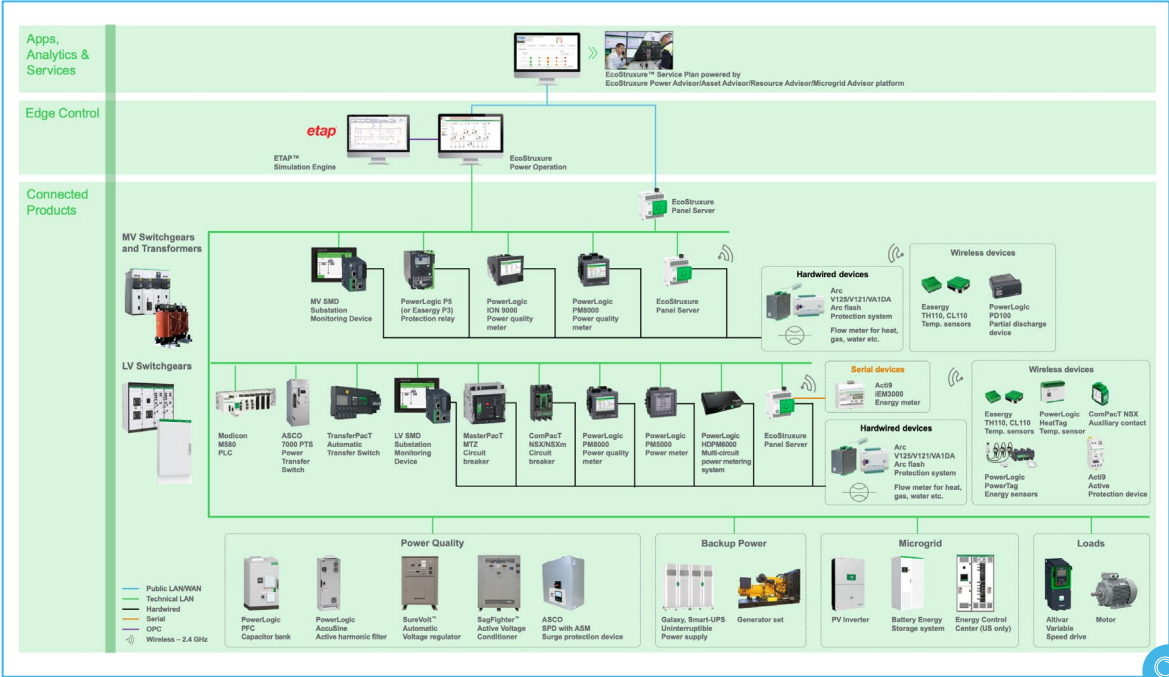 Apps,
Analytics &
Services
EcoStruxure™ Service Plan powered by
EcoStruxure Power Advisor/Asset Advisor/Resource Advisor/Microgrid Advisor platform
Edge Control
etap
ETAP™
Simulation Engine
EcoStruxure
Power Operation
Connected
Products
EcoStruxure
Panel Server
MV Switchgears
and Transformers
MV SMD
Substation
Monitoring Device
PowerLogic P5
(or Easergy P3)
Protection relay
PowerLogic
ION 9000
Power quality
meter
PowerLogic
PM8000
Power quality
meter
EcoStruxure
Panel Server
Hardwired devices
Arc
V125/V121/VA1DA
Arc flash
Protection system
Flow meter for heat,
gas, water etc.
Wireless devices
Easergy
TH110, CL110
Temp. sensors
PowerLogic
PD100
Partial discharge
device
LV Switchgears
Modicon
M580
PLC
ASCO
7000 PTS
Power
Transfer
Switch
TransferPacT
Automatic
Transfer Switch
LV SMD
Substation
Monitoring
Device
MasterPacT
MTZ
Circuit
breaker
ComPacT
NSX/NSXm
Circuit
breaker
PowerLogic
PM8000
Power quality
meter
PowerLogic
PM5000
Power meter
PowerLogic
HDPM6000
Multi-circuit
power metering
system
EcoStruxure
Panel Server
Serial devices
Acti9
iEM3000
Energy meter
Hardwired devices
Arc
V125/V121/VA1DA
Arc flash
Protection system
Flow meter for heat,
gas, water etc.
Wireless devices
Easergy
TH110, CL110
Temp. sensors
PowerLogic
HeatTag
Temp. sensor
ComPacT NSX
Auxiliary contact
PowerLogic
PowerTag
Energy sensors
Acti9
Active
Protection device
Public LAN/WAN
Technical LAN
Hardwired
Serial
OPC
Wireless – 2.4 GHz
Power Quality
PowerLogic
PFC
Capacitor bank
PowerLogic
AccuSine
Active harmonic filter
SureVolt™
Automatic
Voltage regulator
SagFighter™
Active Voltage
Conditioner
ASCO
SPD with ASM
Surge protection device
Backup Power
Galaxy, Smart-UPS
Uninterruptible
Power supply
Generator set
Microgrid
PV Inverter
Battery Energy
Storage system
Energy Control
Center (US only)
Loads
Altivar
Variable
Speed drive
Motor